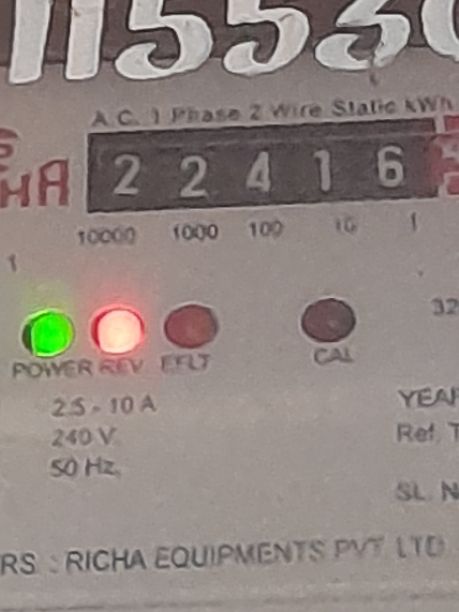 11553
A.C. 1 Phase 2 Wire Static kWh
HA
2 2 4 1 6
10000 1000 100 10 1
1
32
POWER REV EFLT CAL
2.5 - 10 A
240 V
50 Hz.
YEAR
Ref. T
SL. N
RS : RICHA EQUIPMENTS PVT LTD